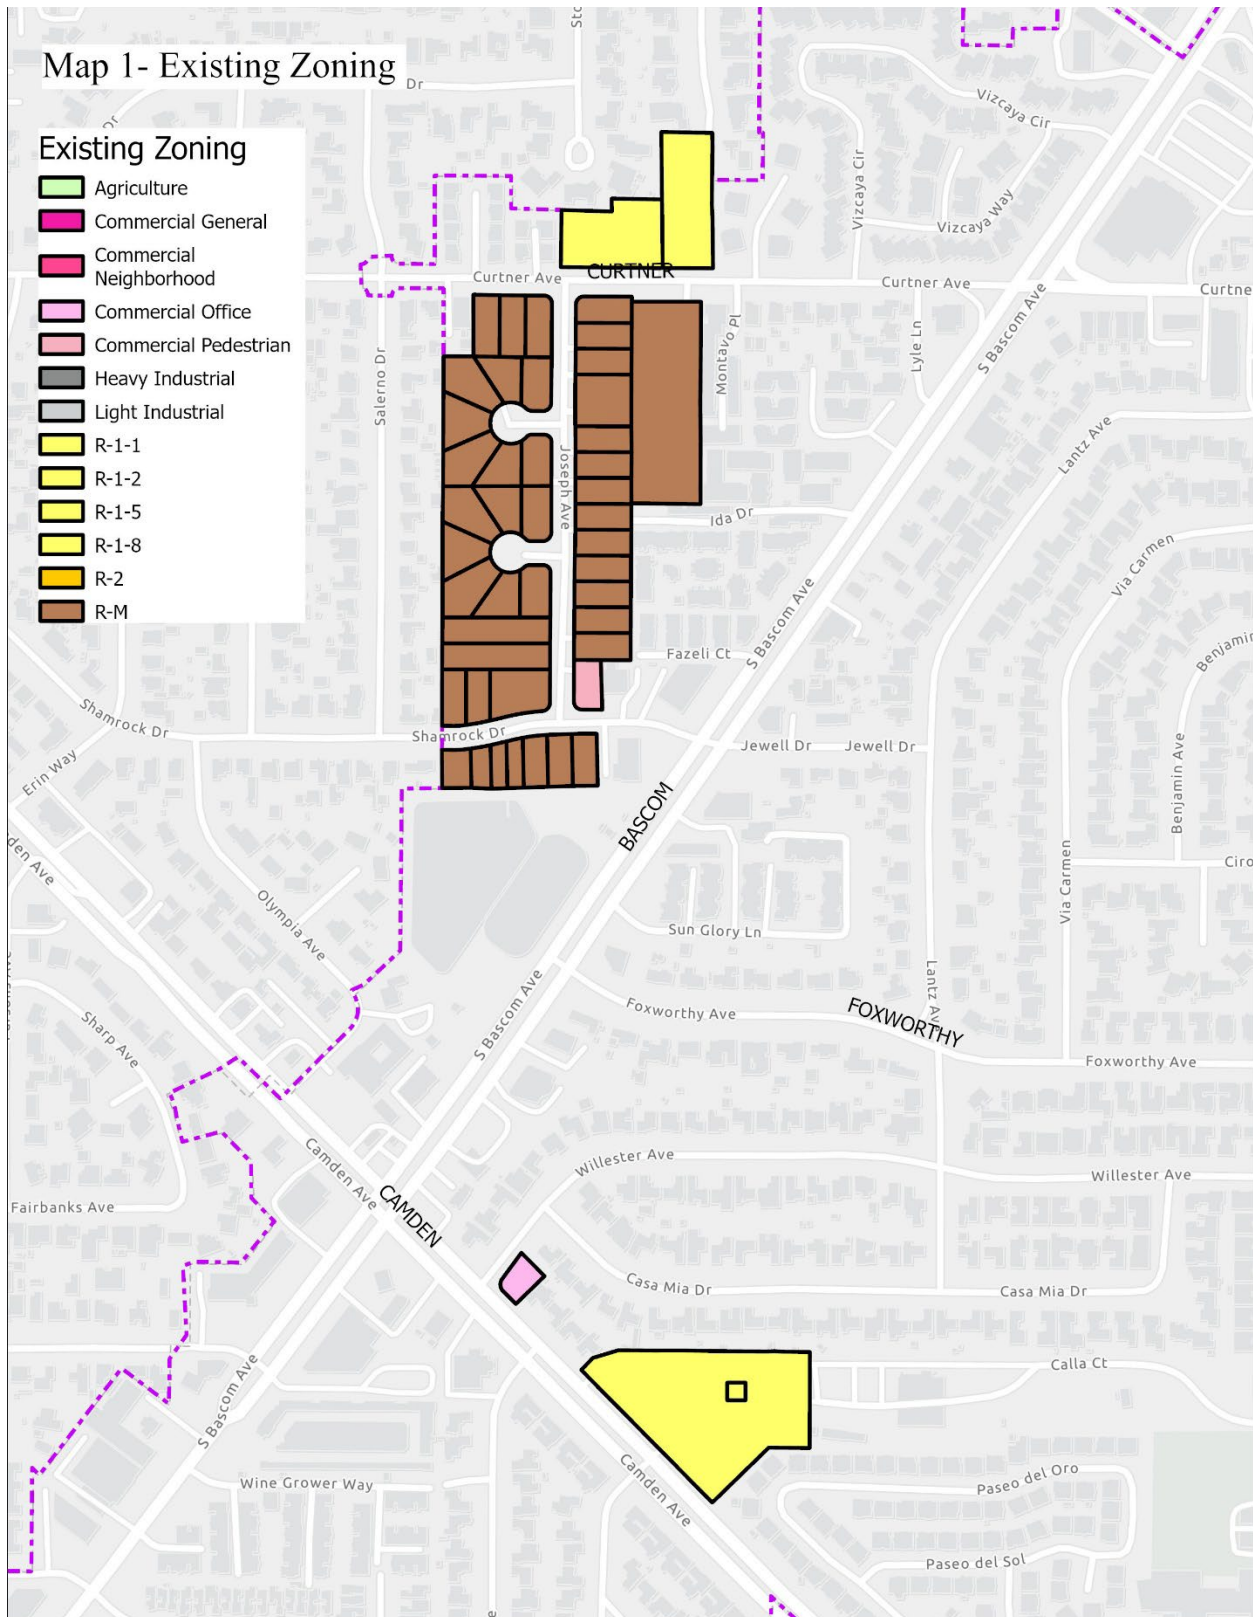 Map 1- Existing Zoning
Existing Zoning
Agriculture
Commercial General
Commercial
Neighborhood
Commercial Office
Commercial Pedestrian
Heavy Industrial
Light Industrial
R-1-1
R-1-2
R-1-5
R-1-8
R-2
R-M
Dr
Dr
Vizcaya Cir
Vizcaya Cir
Vizcaya Way
Curtner Ave
CURTNER
Curtner Ave
Curtne
S Bascom Ave
Lyle Ln
Montavo Pl
Salerno Dr
Joseph Ave
Lantz Ave
Ida Dr
Via Carmen
S Bascom Ave
Fazeli Ct
Benjamin
Shamrock Dr
Shamrock Dr
Jewell Dr
Jewell Dr
Erin Way
BASCOM
Benjamin Ave
den Ave
Via Carmen
Ciro
Olympia Ave
Sun Glory Ln
Lantz Ave
S Bascom Ave
Foxworthy Ave
FOXWORTHY
Foxworthy Ave
Sharp Ave
Camden Ave
Willester Ave
Willester Ave
Fairbanks Ave
CAMDEN
Casa Mia Dr
Casa Mia Dr
Calla Ct
S Bascom Ave
Camden Ave
Wine Grower Way
Paseo del Oro
Paseo del Sol
e